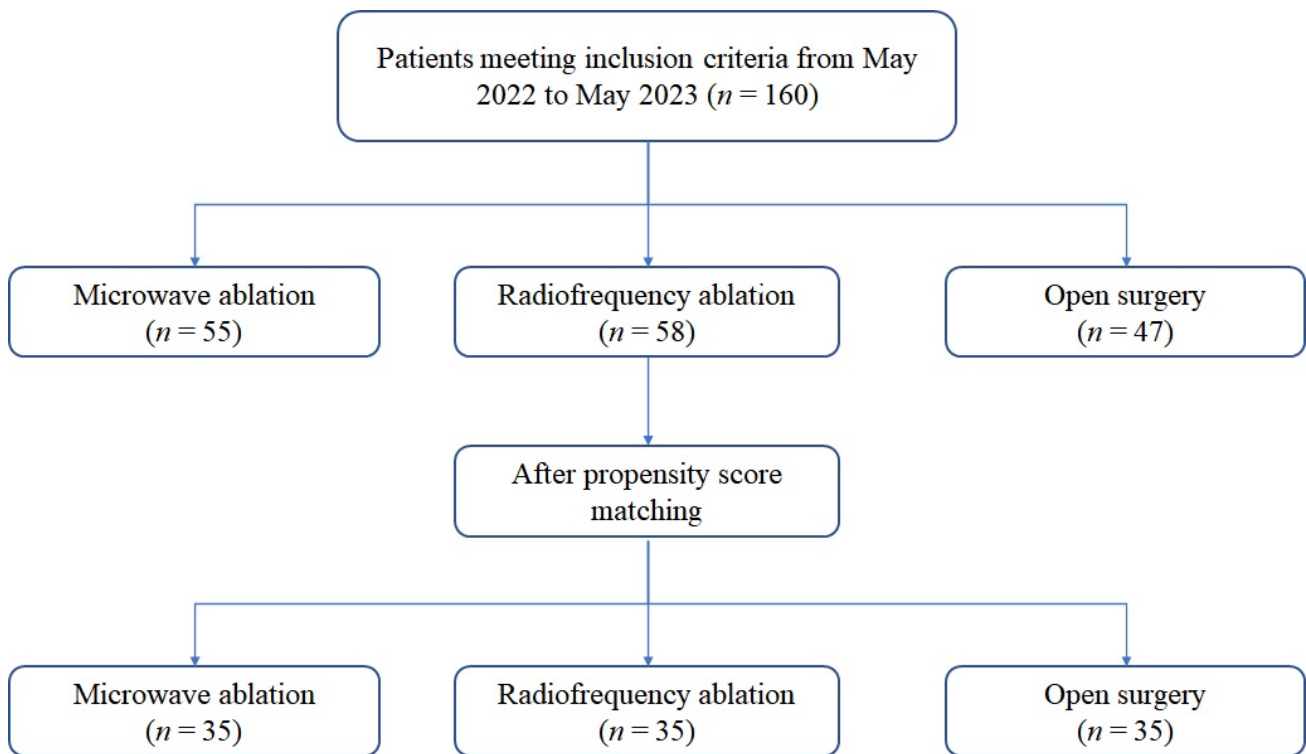 Patients meeting inclusion criteria from May
2022 to May 2023 (n = 160)
Microwave ablation
(n = 55)
Radiofrequency ablation
(n = 58)
Open surgery
(n = 47)
After propensity score
matching
Microwave ablation
(n = 35)
Radiofrequency ablation
(n = 35)
Open surgery
(n = 35)